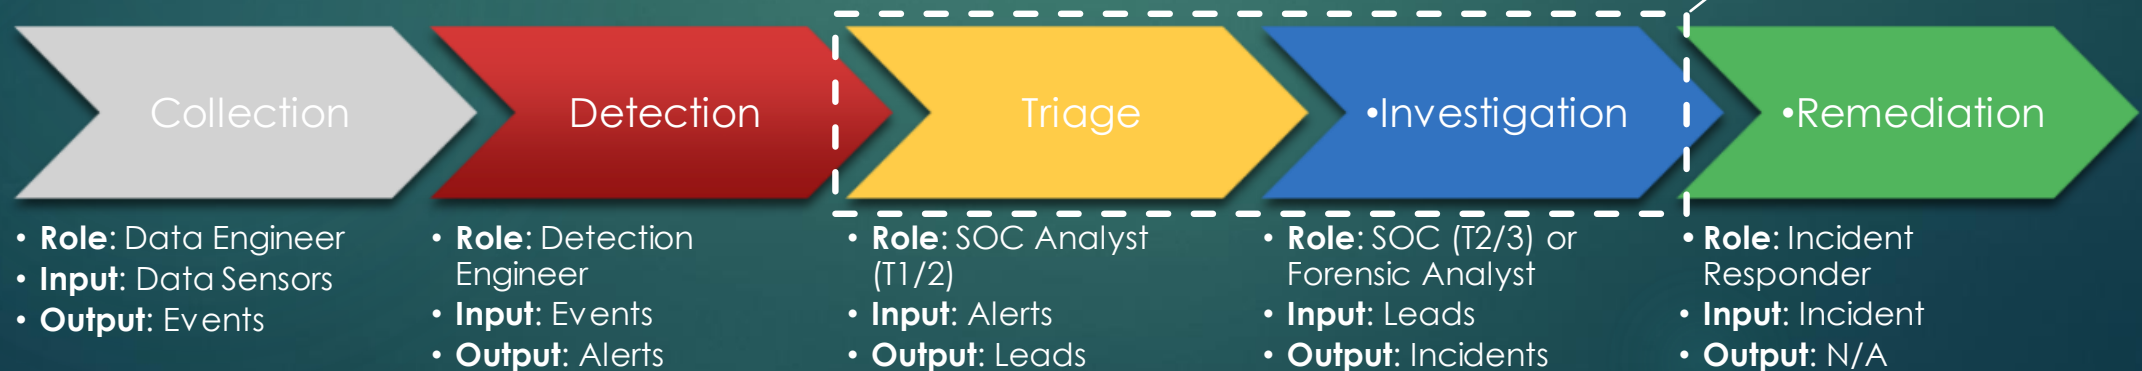 Collection
Detection
Triage
•Investigation
•Remediation
• Role: Data Engineer
• Input: Data Sensors
• Output: Events
• Role: Detection
Engineer
• Input: Events
• Output: Alerts
• Role: SOC Analyst
(T1/2)
• Input: Alerts
• Output: Leads
• Role: SOC (T2/3) or
Forensic Analyst
• Input: Leads
• Output: Incidents
• Role: Incident
Responder
• Input: Incident
• Output: N/A